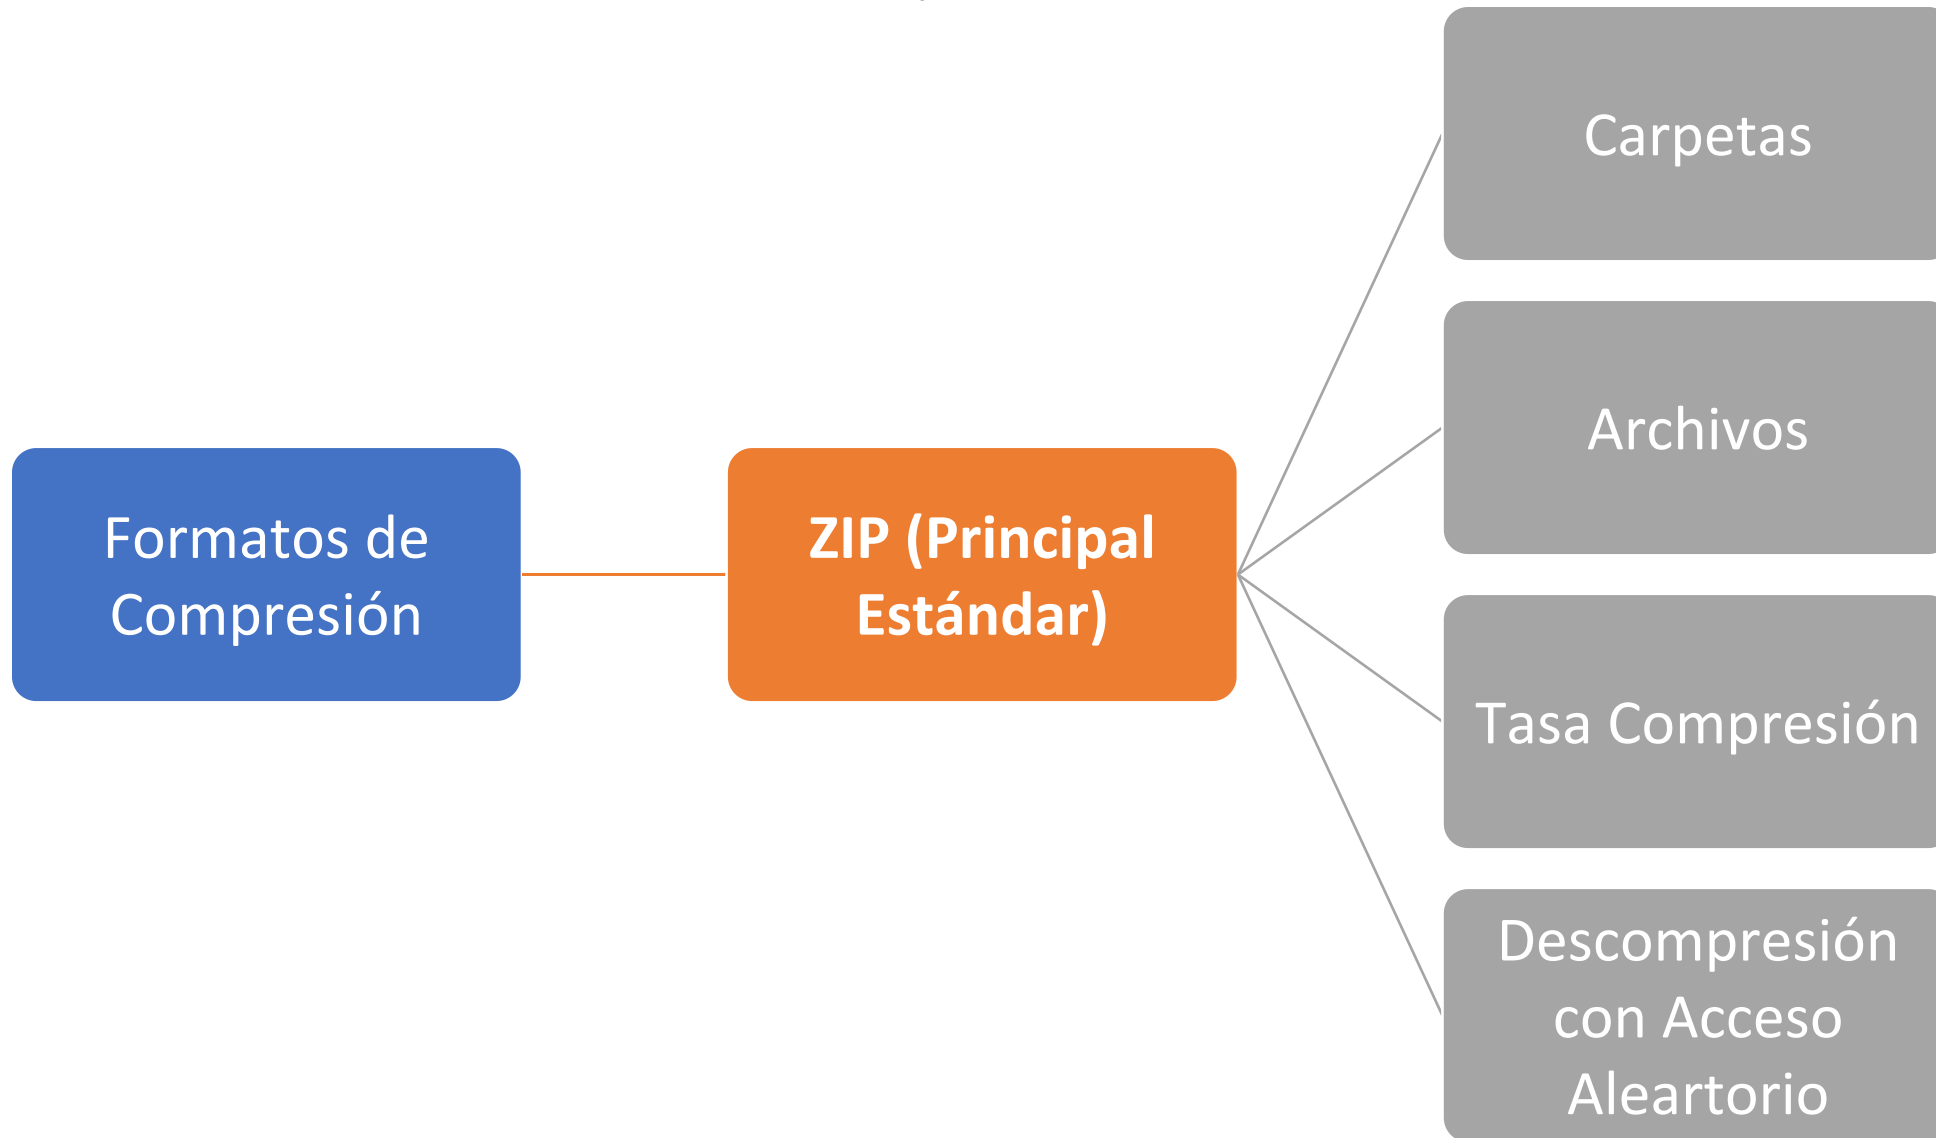 Formatos de
Compresión
ZIP (Principal
Estándar)
Carpetas
Archivos
Tasa Compresión
Descompresión
con Acceso
Aleartorio